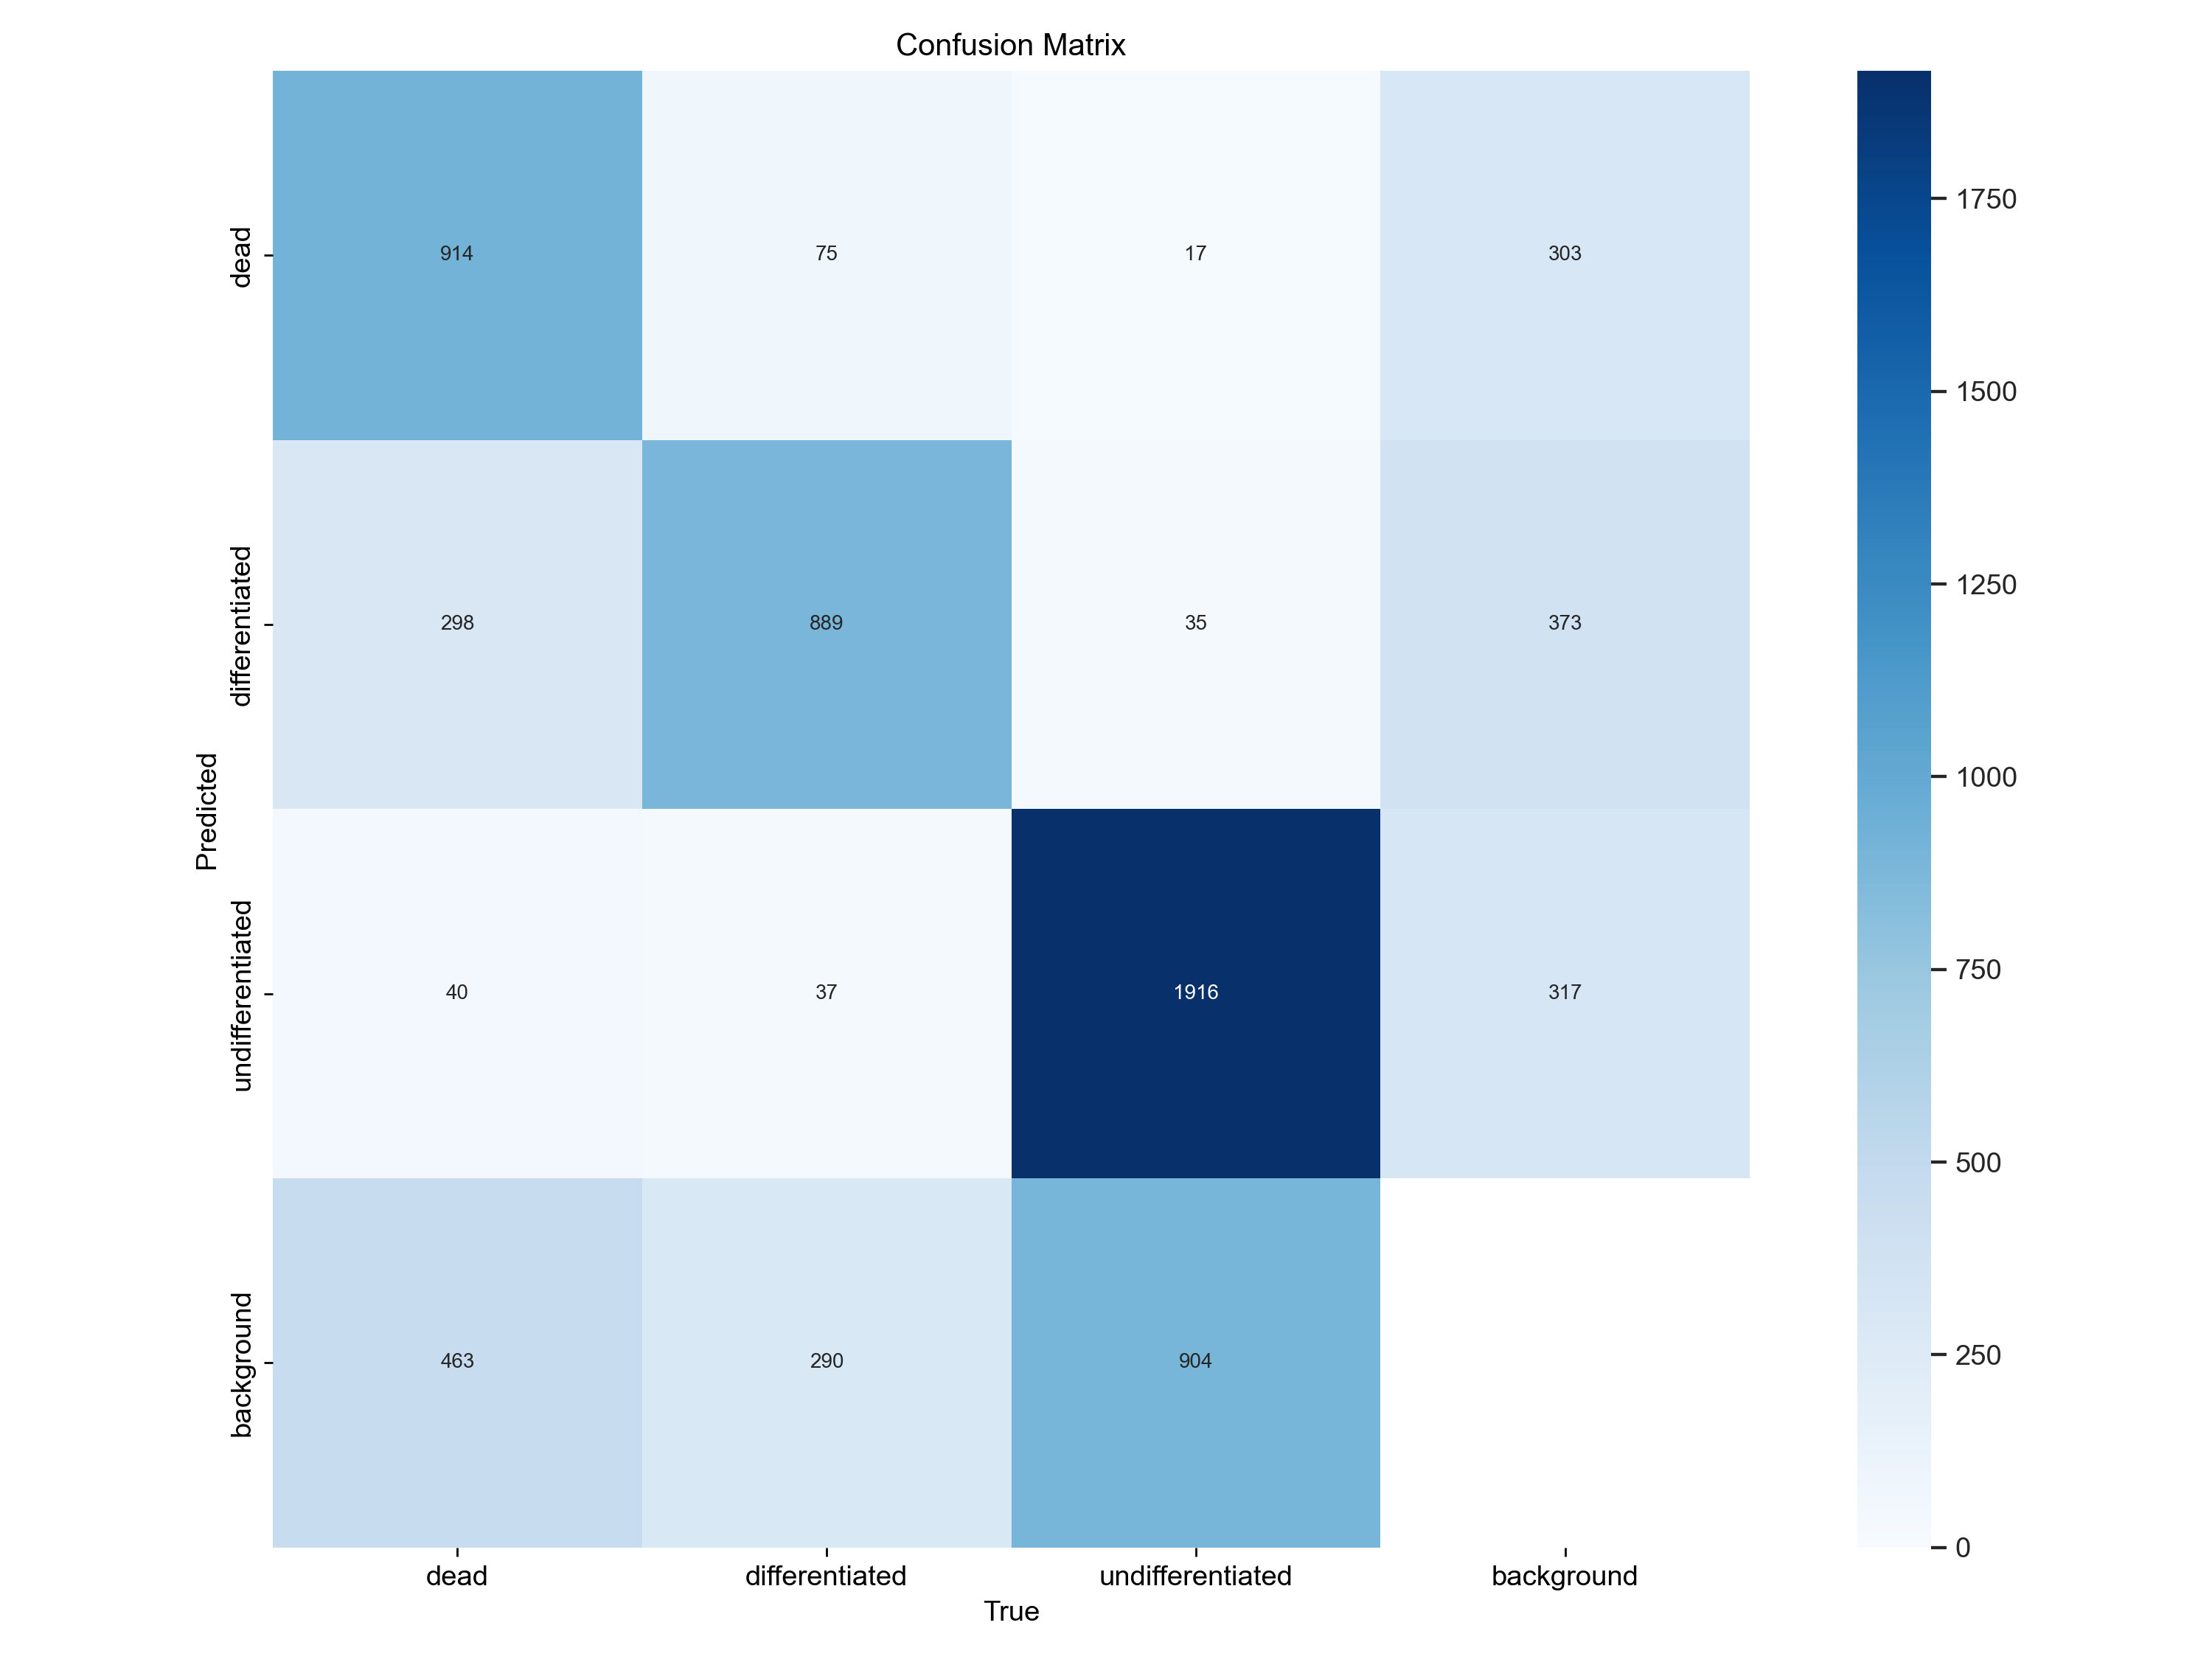 Confusion Matrix
Predicted
dead
914 75 17 303
differentiated
298 889 35 373
undifferentiated
40 37 1916 317
background
463 290 904
dead differentiated undifferentiated background
True
1750
1500
1250
1000
750
500
250
0